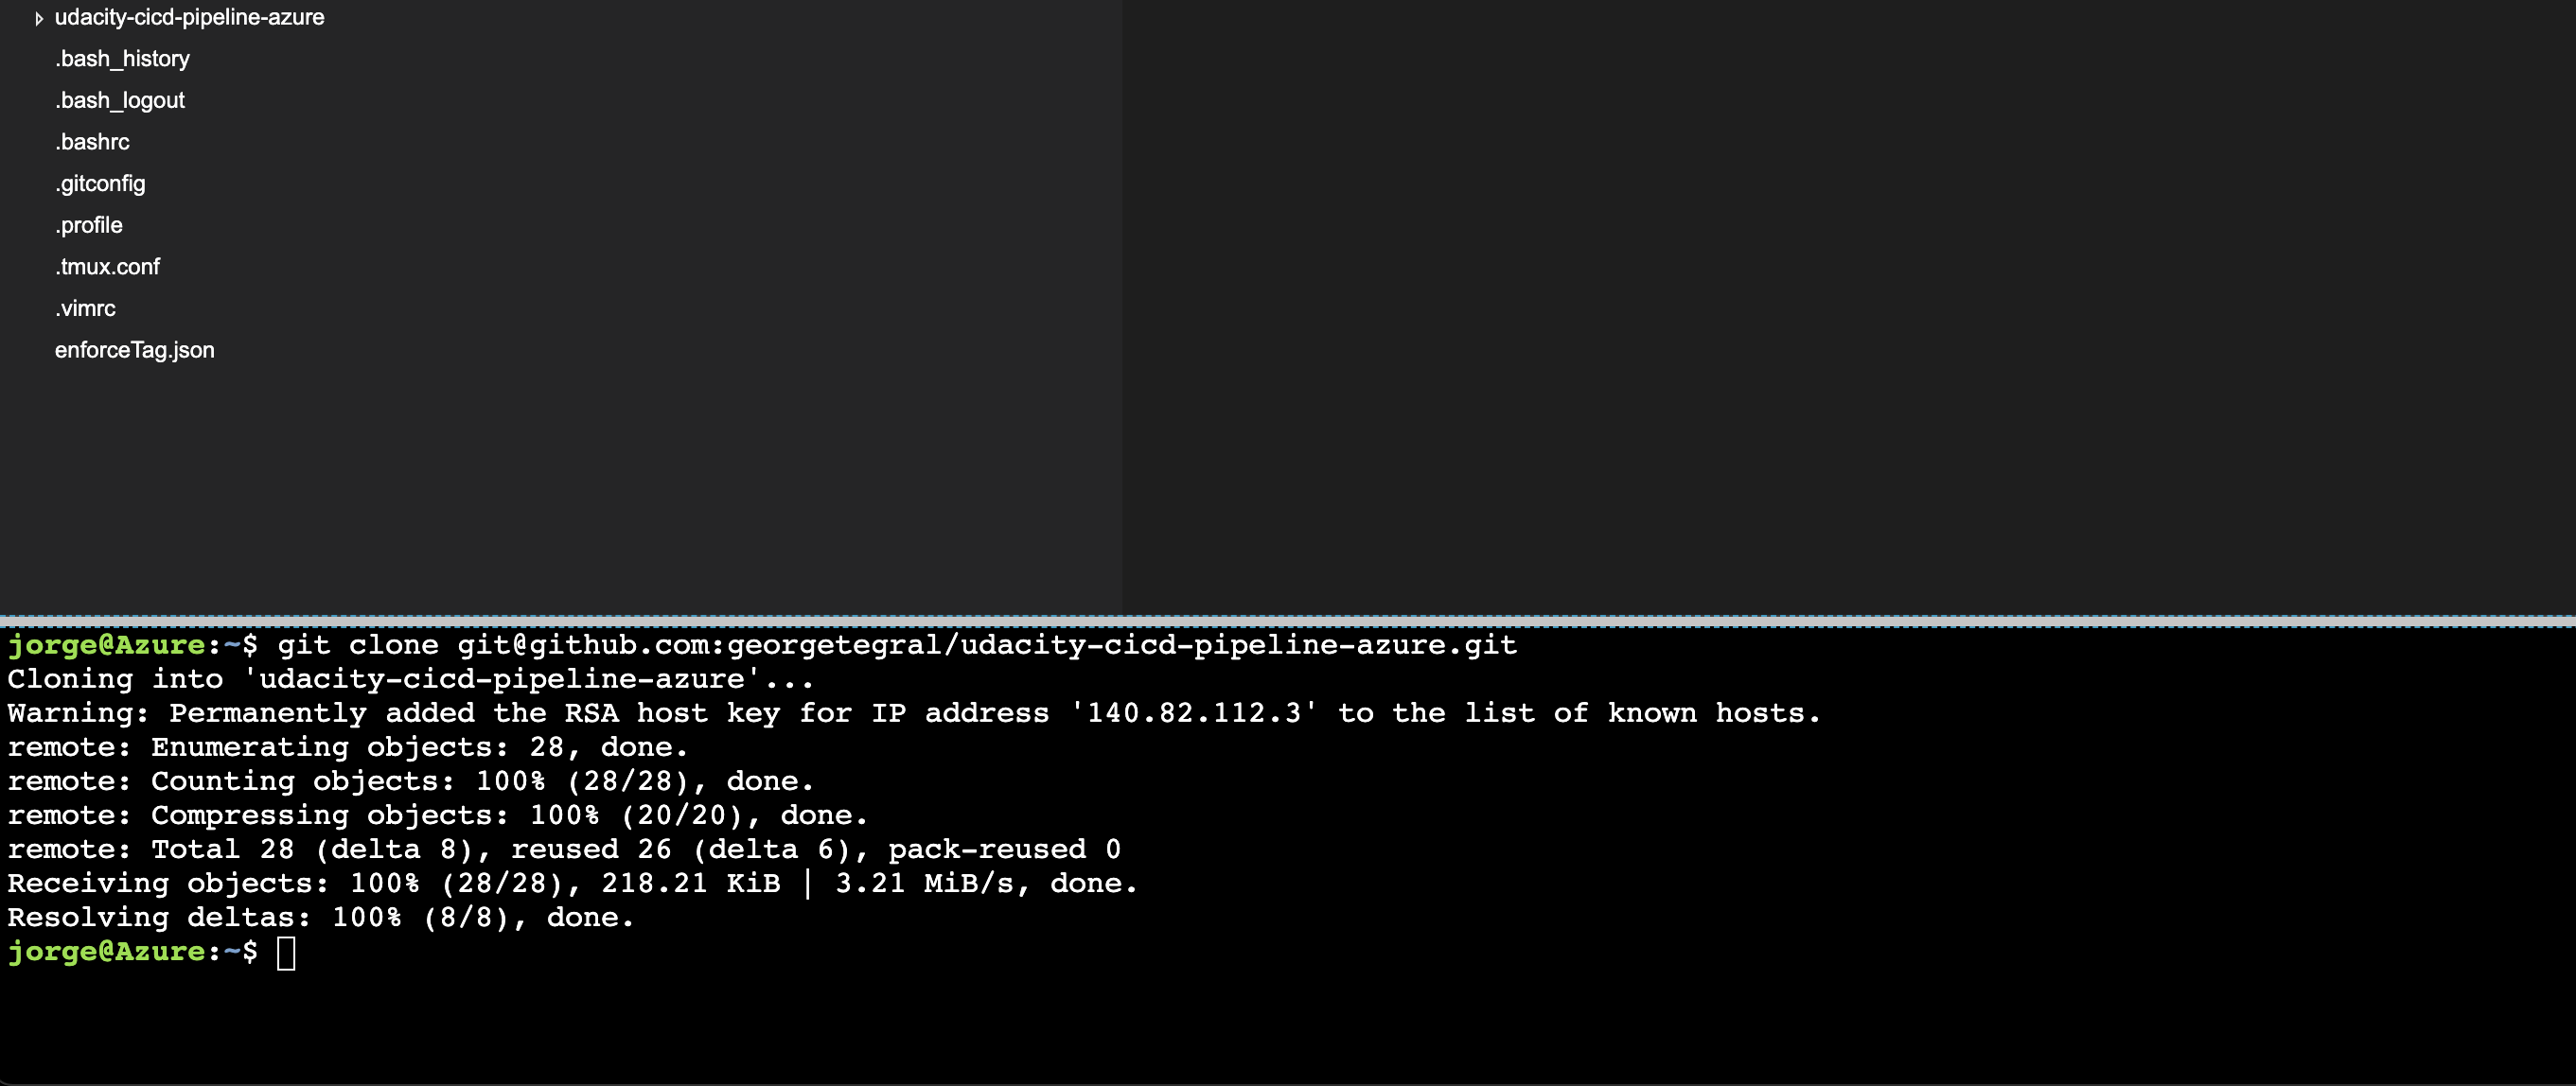 udacity-cicd-pipeline-azure
.bash_history
.bash_logout
.bashrc
.gitconfig
.profile
.tmux.conf
.vimrc
enforceTag.json
jorge@Azure:~$ git clone git@github.com:georgetegral/udacity-cicd-pipeline-azure.git
Cloning into 'udacity-cicd-pipeline-azure'...
Warning: Permanently added the RSA host key for IP address '140.82.112.3' to the list of known hosts.
remote: Enumerating objects: 28, done.
remote: Counting objects: 100% (28/28), done.
remote: Compressing objects: 100% (20/20), done.
remote: Total 28 (delta 8), reused 26 (delta 6), pack-reused 0
Receiving objects: 100% (28/28), 218.21 KiB | 3.21 MiB/s, done.
Resolving deltas: 100% (8/8), done.
jorge@Azure:~$